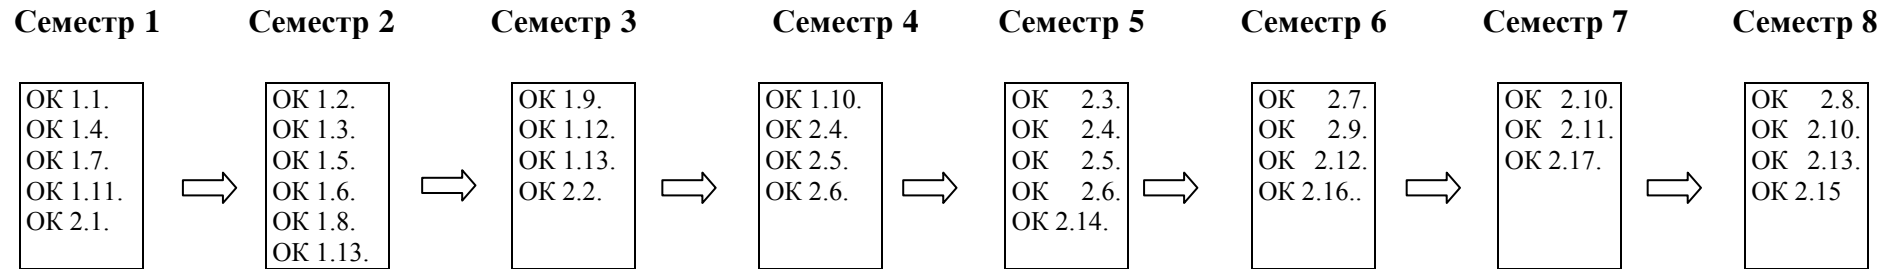 Семестр 1
Семестр 2
Семестр 3
Семестр 4
Семестр 5
Семестр 6
Семестр 7
Семестр 8
ОК 1.1.
ОК 1.4.
ОК 1.7.
ОК 1.11.
ОК 2.1.
ОК 1.2.
ОК 1.3.
ОК 1.5.
ОК 1.6.
ОК 1.8.
ОК 1.13.
ОК 1.9.
ОК 1.12.
ОК 1.13.
ОК 2.2.
ОК 1.10.
ОК 2.4.
ОК 2.5.
ОК 2.6.
ОК 2.3.
ОК 2.4.
ОК 2.5.
ОК 2.6.
ОК 2.14.
ОК 2.7.
ОК 2.9.
ОК 2.12.
ОК 2.16..
ОК 2.10.
ОК 2.11.
ОК 2.17.
ОК 2.8.
ОК 2.10.
ОК 2.13.
ОК 2.15